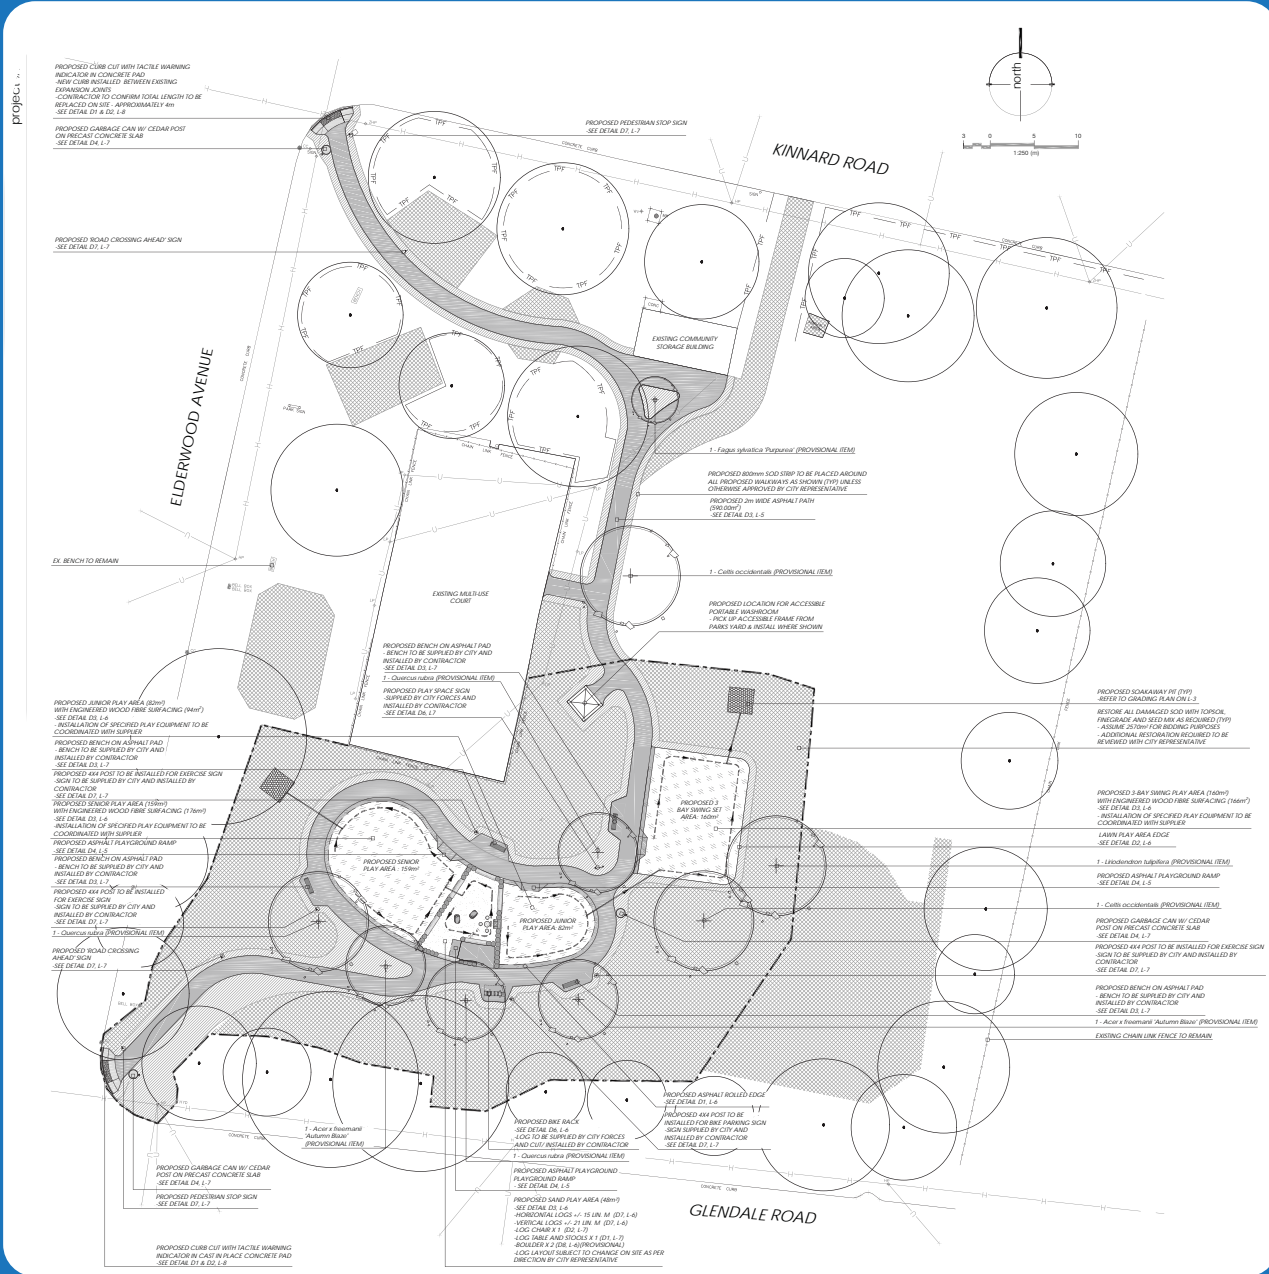 project
north
3 0 5 10
1:250 (m)
PROPOSED CURB CUT WITH TACTILE WARNING
INDICATOR IN CONCRETE PAD
-NEW CURB INSTALLED BETWEEN EXISTING
EXPANSION JOINTS
-CONTRACTOR TO CONFIRM TOTAL LENGTH TO BE
REPLACED ON SITE - APPROXIMATELY 4m
-SEE DETAIL D1 & D2, L-8
PROPOSED GARBAGE CAN W/ CEDAR POST
ON PRECAST CONCRETE SLAB
-SEE DETAIL D4, L-7
PROPOSED 'ROAD CROSSING AHEAD' SIGN
-SEE DETAIL D7, L-7
PROPOSED PEDESTRIAN STOP SIGN
-SEE DETAIL D7, L-7
KINNARD ROAD
CONCRETE CURB
EXISTING COMMUNITY
STORAGE BUILDING
ELDERWOOD AVENUE
CONCRETE CURB
EX. BENCH TO REMAIN
BELL BOX
BELL BOX
CHAIN LINK FENCE
EXISTING MULTI-USE
COURT
1 - Fagus sylvatica 'Purpurea' (PROVISIONAL ITEM)
PROPOSED 800mm SOD STRIP TO BE PLACED AROUND
ALL PROPOSED WALKWAYS AS SHOWN (TYP) UNLESS
OTHERWISE APPROVED BY CITY REPRESENTATIVE
PROPOSED 2m WIDE ASPHALT PATH
(590.00m²)
-SEE DETAIL D3, L-5
1 - Celtis occidentalis (PROVISIONAL ITEM)
PROPOSED LOCATION FOR ACCESSIBLE
PORTABLE WASHROOM
- PICK UP ACCESSIBLE FRAME FROM
PARKS YARD & INSTALL WHERE SHOWN
PROPOSED BENCH ON ASPHALT PAD
- BENCH TO BE SUPPLIED BY CITY AND
INSTALLED BY CONTRACTOR
-SEE DETAIL D3, L-7
1 - Quercus rubra (PROVISIONAL ITEM)
PROPOSED PLAY SPACE SIGN
-SUPPLIED BY CITY FORCES AND
INSTALLED BY CONTRACTOR
-SEE DETAIL D6, L7
PROPOSED JUNIOR PLAY AREA (82m²)
WITH ENGINEERED WOOD FIBRE SURFACING (94m²)
-SEE DETAIL D3, L-6
- INSTALLATION OF SPECIFIED PLAY EQUIPMENT TO BE
COORDINATED WITH SUPPLIER
PROPOSED BENCH ON ASPHALT PAD
- BENCH TO BE SUPPLIED BY CITY AND
INSTALLED BY CONTRACTOR
-SEE DETAIL D3, L-7
PROPOSED 4X4 POST TO BE INSTALLED FOR EXERCISE SIGN
-SIGN TO BE SUPPLIED BY CITY AND INSTALLED BY
CONTRACTOR
-SEE DETAIL D7, L-7
PROPOSED SENIOR PLAY AREA (159m²)
WITH ENGINEERED WOOD FIBRE SURFACING (176m²)
-SEE DETAIL D3, L-6
-INSTALLATION OF SPECIFIED PLAY EQUIPMENT TO BE
COORDINATED WITH SUPPLIER
PROPOSED ASPHALT PLAYGROUND RAMP
-SEE DETAIL D4, L-5
PROPOSED BENCH ON ASPHALT PAD
- BENCH TO BE SUPPLIED BY CITY AND
INSTALLED BY CONTRACTOR
-SEE DETAIL D3, L-7
PROPOSED 4X4 POST TO BE INSTALLED
FOR EXERCISE SIGN
-SIGN TO BE SUPPLIED BY CITY AND
INSTALLED BY CONTRACTOR
-SEE DETAIL D7, L-7
1 - Quercus rubra (PROVISIONAL ITEM)
PROPOSED 'ROAD CROSSING
AHEAD' SIGN
-SEE DETAIL D7, L-7
PROPOSED SENIOR
PLAY AREA : 159m²
PROPOSED JUNIOR
PLAY AREA: 82m²
PROPOSED 3
BAY SWING SET
AREA: 160m²
PROPOSED SOAKAWAY PIT (TYP)
-REFER TO GRADING PLAN ON L-3
RESTORE ALL DAMAGED SOD WITH TOPSOIL,
FINEGRADE AND SEED MIX AS REQUIRED (TYP)
- ASSUME 2570m² FOR BIDDING PURPOSES
- ADDITIONAL RESTORATION REQUIRED TO BE
REVIEWED WITH CITY REPRESENTATIVE
PROPOSED 3-BAY SWING PLAY AREA (160m²)
WITH ENGINEERED WOOD FIBRE SURFACING (166m²)
-SEE DETAIL D3, L-6
- INSTALLATION OF SPECIFIED PLAY EQUIPMENT TO BE
COORDINATED WITH SUPPLIER
LAWN PLAY AREA EDGE
-SEE DETAIL D2, L-6
1 - Liriodendron tulipifera (PROVISIONAL ITEM)
PROPOSED ASPHALT PLAYGROUND RAMP
-SEE DETAIL D4, L-5
1 - Celtis occidentalis (PROVISIONAL ITEM)
PROPOSED GARBAGE CAN W/ CEDAR
POST ON PRECAST CONCRETE SLAB
-SEE DETAIL D4, L-7
PROPOSED 4X4 POST TO BE INSTALLED FOR EXERCISE SIGN
-SIGN TO BE SUPPLIED BY CITY AND INSTALLED BY
CONTRACTOR
-SEE DETAIL D7, L-7
PROPOSED BENCH ON ASPHALT PAD
- BENCH TO BE SUPPLIED BY CITY AND
INSTALLED BY CONTRACTOR
-SEE DETAIL D3, L-7
1 - Acer x freemanii 'Autumn Blaze' (PROVISIONAL ITEM)
EXISTING CHAIN LINK FENCE TO REMAIN
PROPOSED ASPHALT ROLLED EDGE
-SEE DETAIL D1, L-6
PROPOSED 4X4 POST TO BE
INSTALLED FOR BIKE PARKING SIGN
-SIGN SUPPLIED BY CITY AND
INSTALLED BY CONTRACTOR
-SEE DETAIL D7, L-7
PROPOSED BIKE RACK
-SEE DETAIL D6, L-6
-LOG TO BE SUPPLIED BY CITY FORCES
AND CUT/ INSTALLED BY CONTRACTOR
1 - Quercus rubra (PROVISIONAL ITEM)
PROPOSED ASPHALT PLAYGROUND
PLAYGROUND RAMP
- SEE DETAIL D4, L-5
PROPOSED SAND PLAY AREA (48m²)
-SEE DETAIL D3, L-6
-HORIZONTAL LOGS +/- 15 LIN. M (D7, L-6)
-VERTICAL LOGS +/- 21 LIN. M (D7, L-6)
-LOG CHAIR X 1 (D2, L-7)
-LOG TABLE AND STOOLS X 1 (D1, L-7)
-BOULDER X 2 (D8, L-6)(PROVISIONAL)
-LOG LAYOUT SUBJECT TO CHANGE ON SITE AS PER
DIRECTION BY CITY REPRESENTATIVE
1 - Acer x freemanii
'Autumn Blaze'
(PROVISIONAL ITEM)
CONCRETE CURB
PROPOSED GARBAGE CAN W/ CEDAR
POST ON PRECAST CONCRETE SLAB
-SEE DETAIL D4, L-7
PROPOSED PEDESTRIAN STOP SIGN
-SEE DETAIL D7, L-7
PROPOSED CURB CUT WITH TACTILE WARNING
INDICATOR IN CAST IN PLACE CONCRETE PAD
-SEE DETAIL D1 & D2, L-8
CONCRETE CURB
GLENDALE ROAD